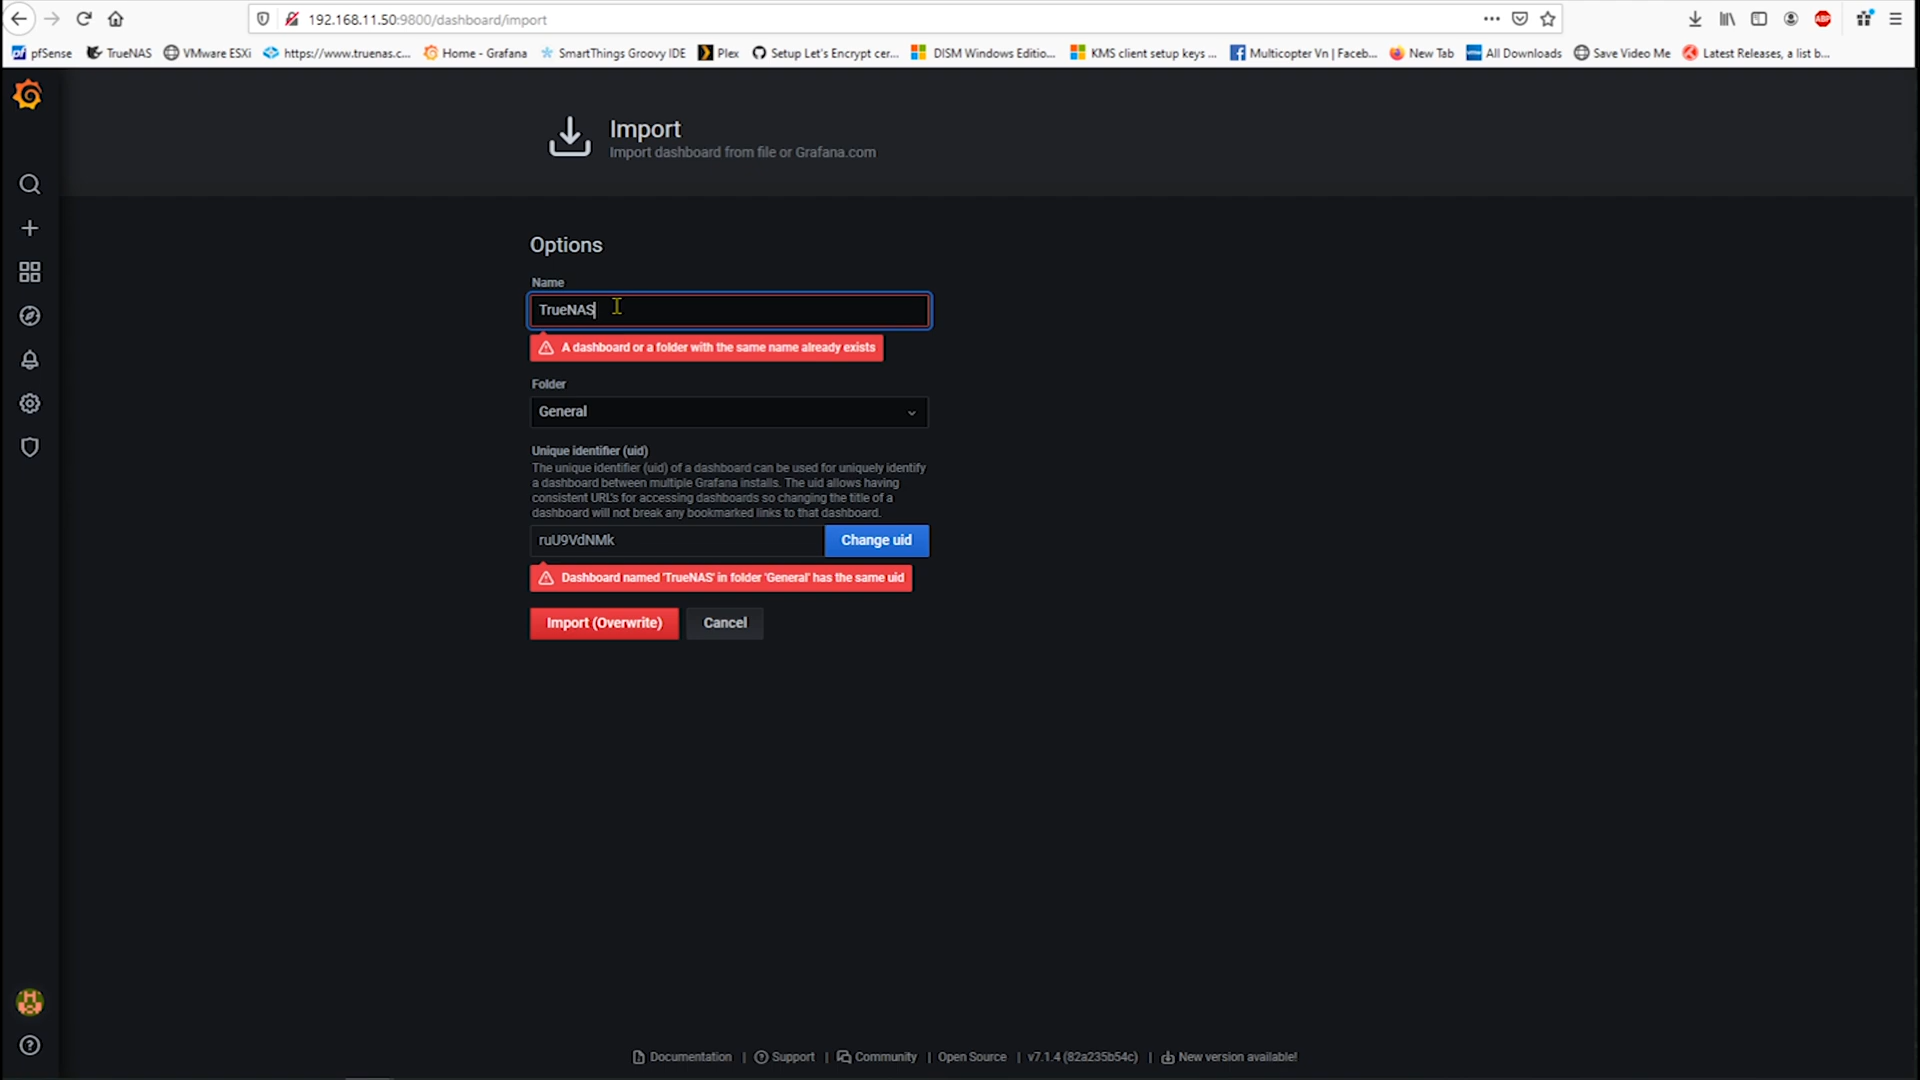 192.168.11.50:9800/dashboard/import
pfSense TrueNAS VMware ESXi https://www.truenas.c... Home - Grafana SmartThings Groovy IDE Plex Setup Let's Encrypt cer... DISM Windows Editio... KMS client setup keys ... Multicopter Vn | Faceb... New Tab All Downloads Save Video Me Latest Releases, a list b...
Import
Import dashboard from file or Grafana.com
Options
Name
TrueNAS
A dashboard or a folder with the same name already exists
Folder
General
Unique identifier (uid)
The unique identifier (uid) of a dashboard can be used for uniquely identify
a dashboard between multiple Grafana installs. The uid allows having
consistent URL's for accessing dashboards so changing the title of a
dashboard will not break any bookmarked links to that dashboard.
ruU9VdNMk Change uid
Dashboard named 'TrueNAS' in folder 'General' has the same uid
Import (Overwrite) Cancel
Documentation | Support | Community | Open Source | v7.1.4 (82a235b54c) | New version available!